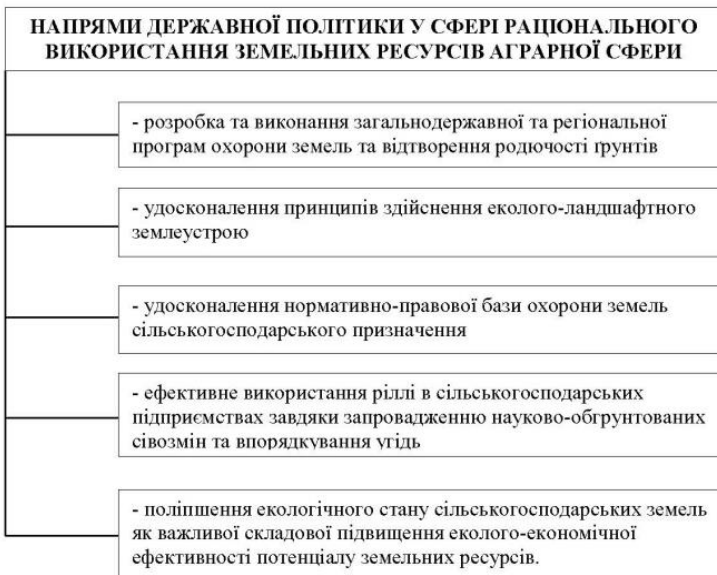 НАПРЯМИ ДЕРЖАВНОЇ ПОЛІТИКИ У СФЕРІ РАЦІОНАЛЬНОГО
ВИКОРИСТАННЯ ЗЕМЕЛЬНИХ РЕСУРСІВ АГРАРНОЇ СФЕРИ
- розробка та виконання загальнодержавної та регіональної
програм охорони земель та відтворення родючості ґрунтів
- удосконалення принципів здійснення еколого-ландшафтного
землеустрою
- удосконалення нормативно-правової бази охорони земель
сільськогосподарського призначення
- ефективне використання ріллі в сільськогосподарських
підприємствах завдяки запровадженню науково-обґрунтованих
сівозмін та впорядкування угідь
- поліпшення екологічного стану сільськогосподарських земель
як важливої складової підвищення еколого-економічної
ефективності потенціалу земельних ресурсів.